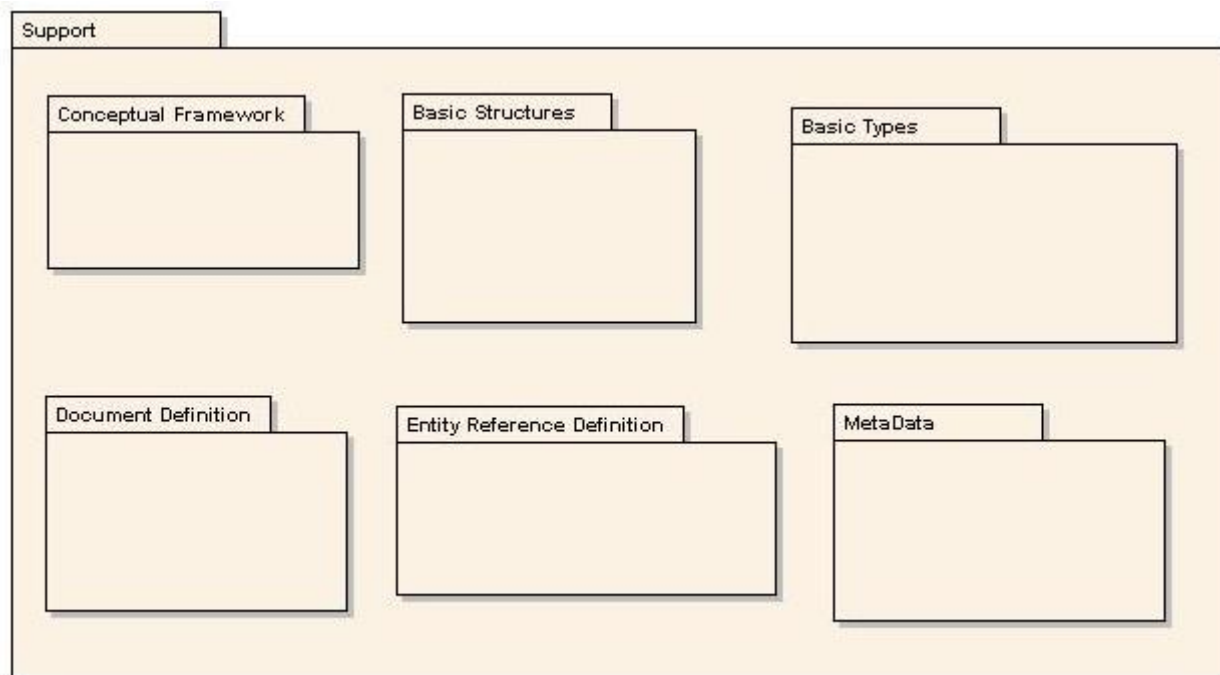 Support
Conceptual Framework
Basic Structures
Basic Types
Document Definition
Entity Reference Definition
MetaData